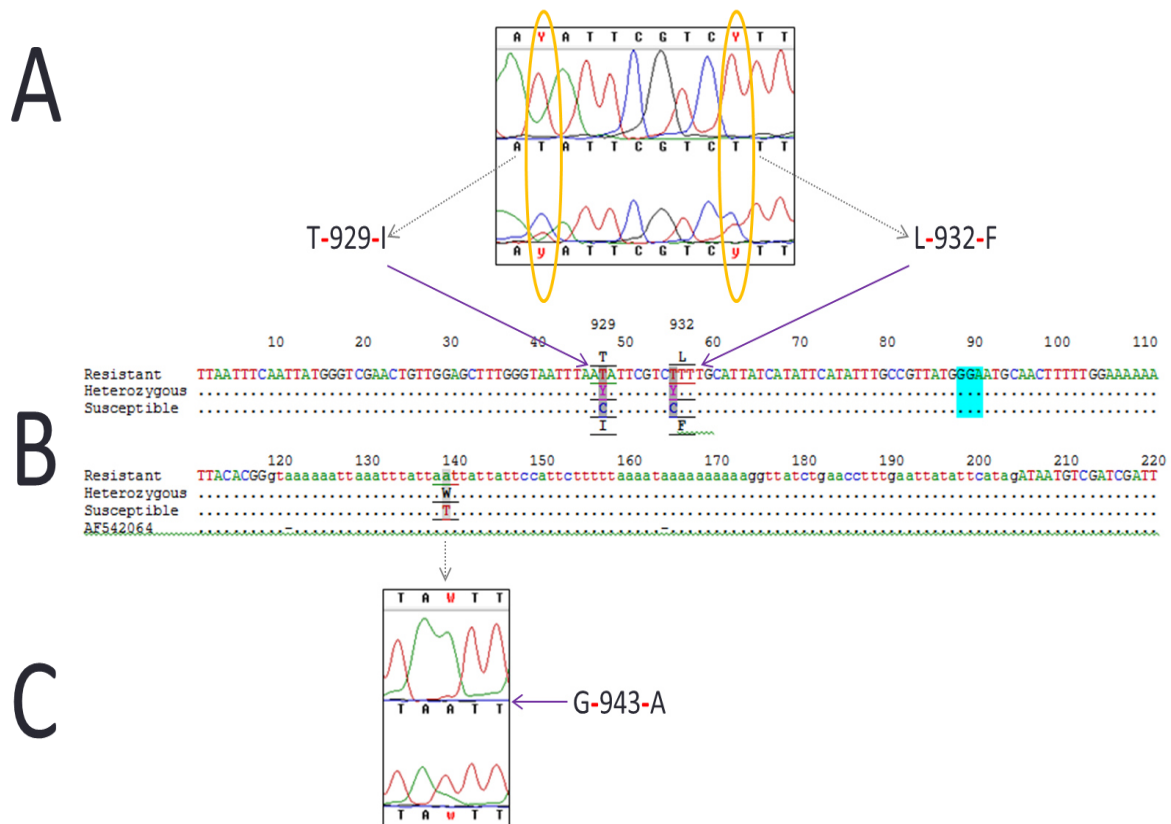 A
A Y A T T C G T C Y T T
A T A T T C G T C T T T
T-929-I
L-932-F
A y A T T C G T C y T T
929 932
10 20 30 40 50 60 70 80 90 100 110
T L
Resistant TTAATTTCAATTATGGGTCGAACTGTTGGAGCTTTGGGTAATTTAATATTCGTCTTTTGCATTATCATATTCATATTTGCCGTTATGGGAATGCAACTTTTTGGAAAAAA
Heterozygous ..............................................Y.......Y.......................................................
Susceptible ..............................................C.......C.......................................................
I F
B
120 130 140 150 160 170 180 190 200 210 220
Resistant TTACACGGgtaaaaaattaaatttattaattattattccattctttttaaaataaaaaaaaaaggttatctgaacctttgaattatattcatagATAATGTCGATCGATT
Heterozygous ............................W.................................................................................
Susceptible ............................T.................................................................................
AF542064 ..........-..........................................-........................................................
C
T A W T T
T A A T T
G-943-A
T A w T T